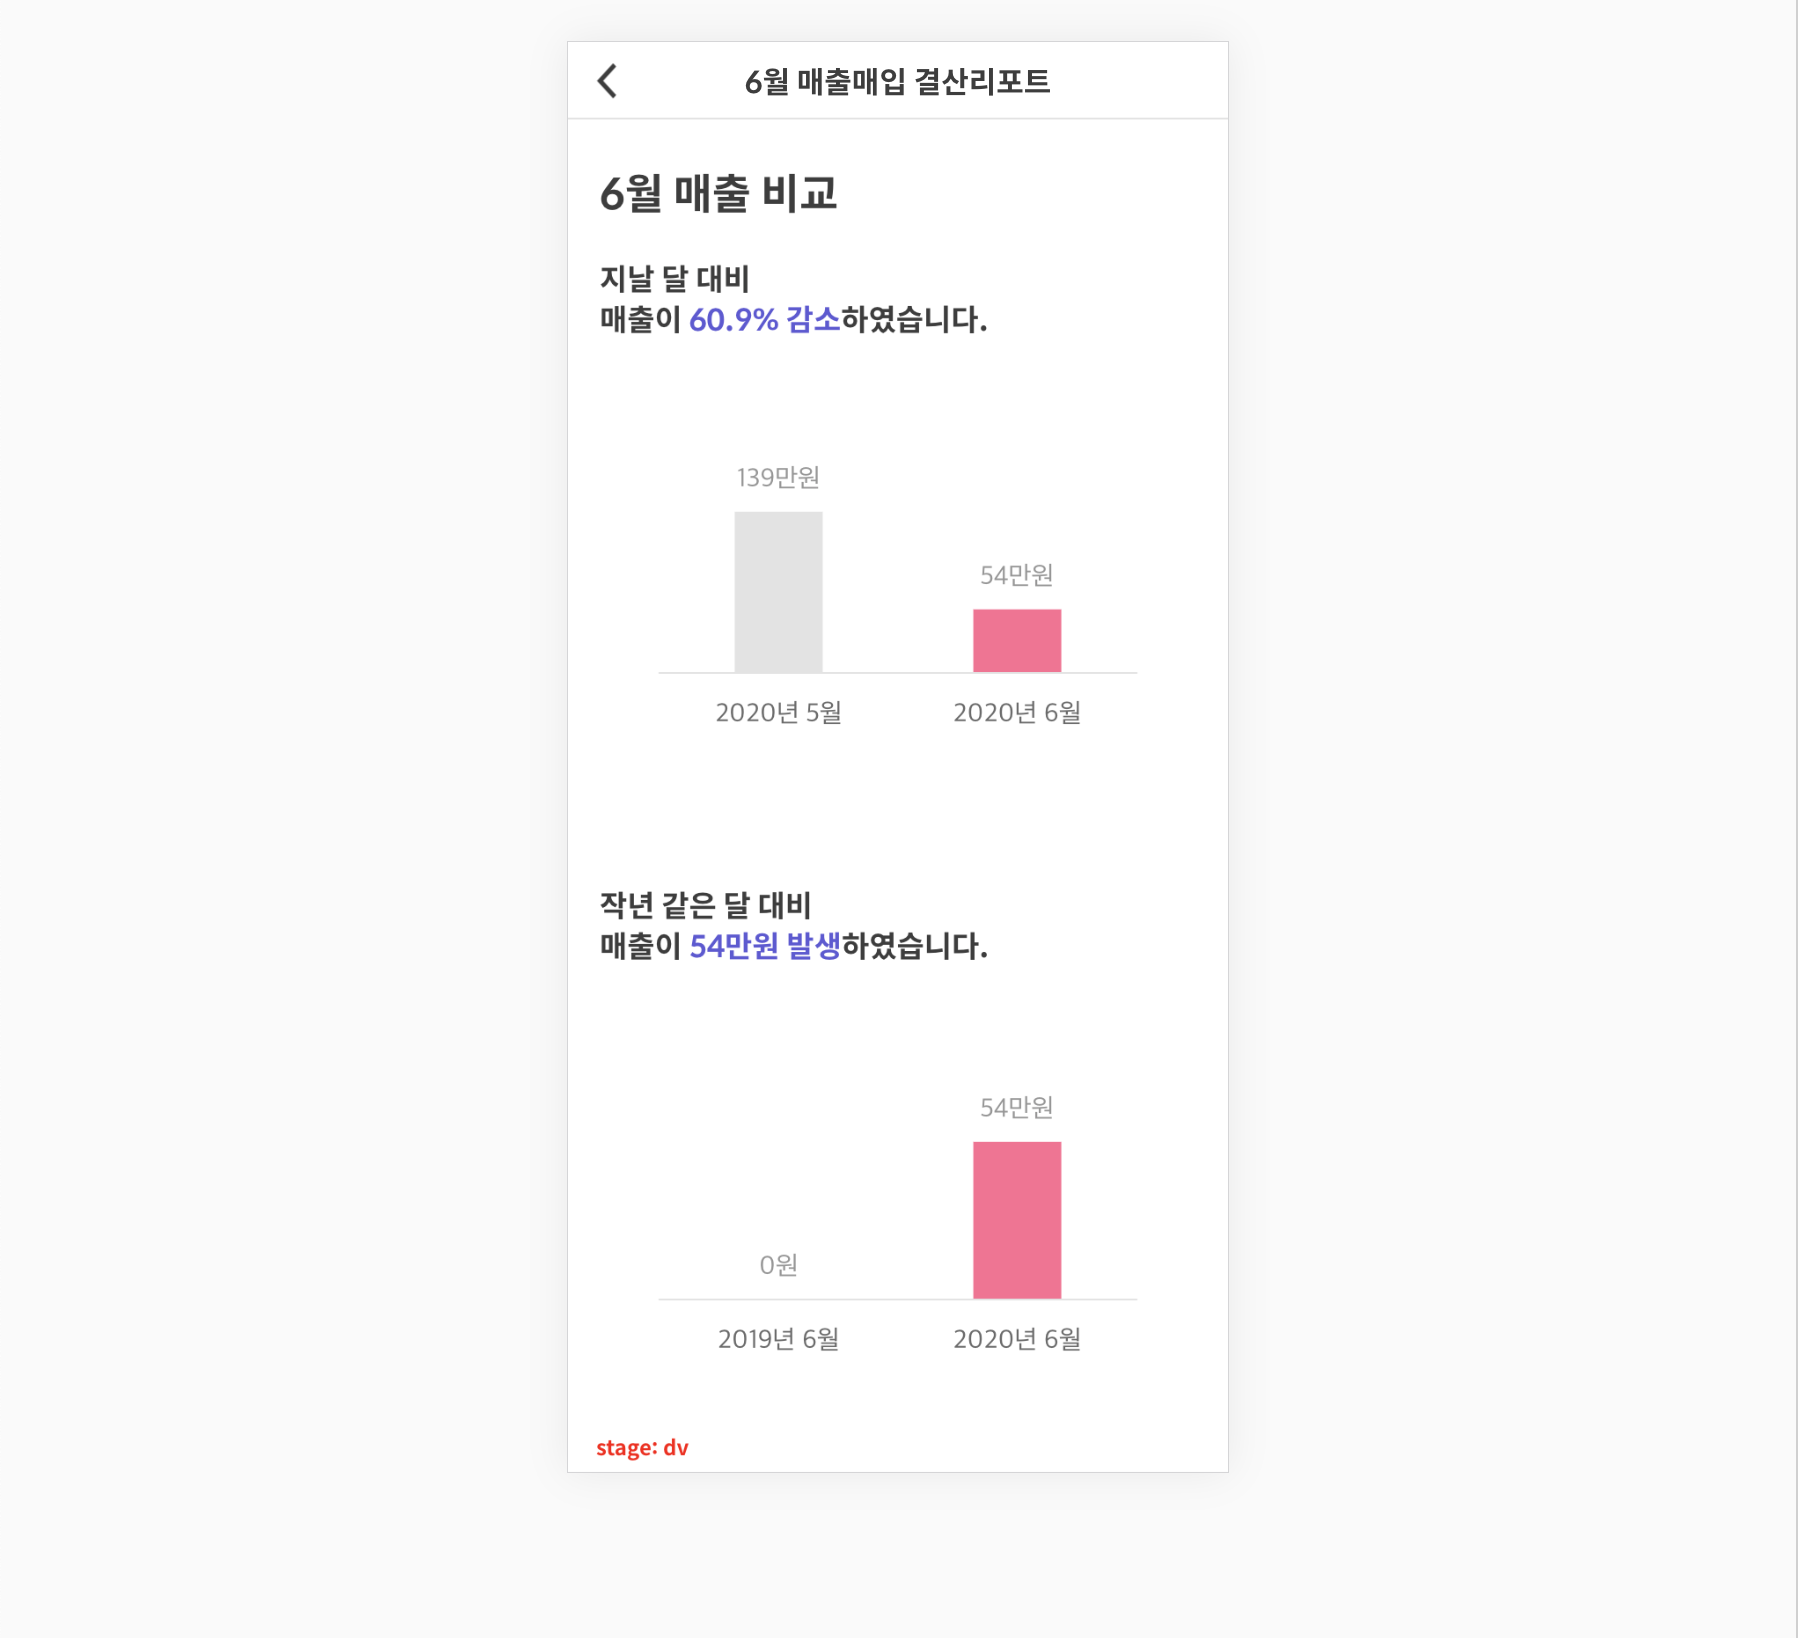 6월 매출매입 결산리포트
6월 매출 비교
지날 달 대비
매출이 60.9% 감소하였습니다.
139만원
54만원
2020년 5월
2020년 6월
작년 같은 달 대비
매출이 54만원 발생하였습니다.
54만원
0원
2019년 6월
2020년 6월
stage: dv